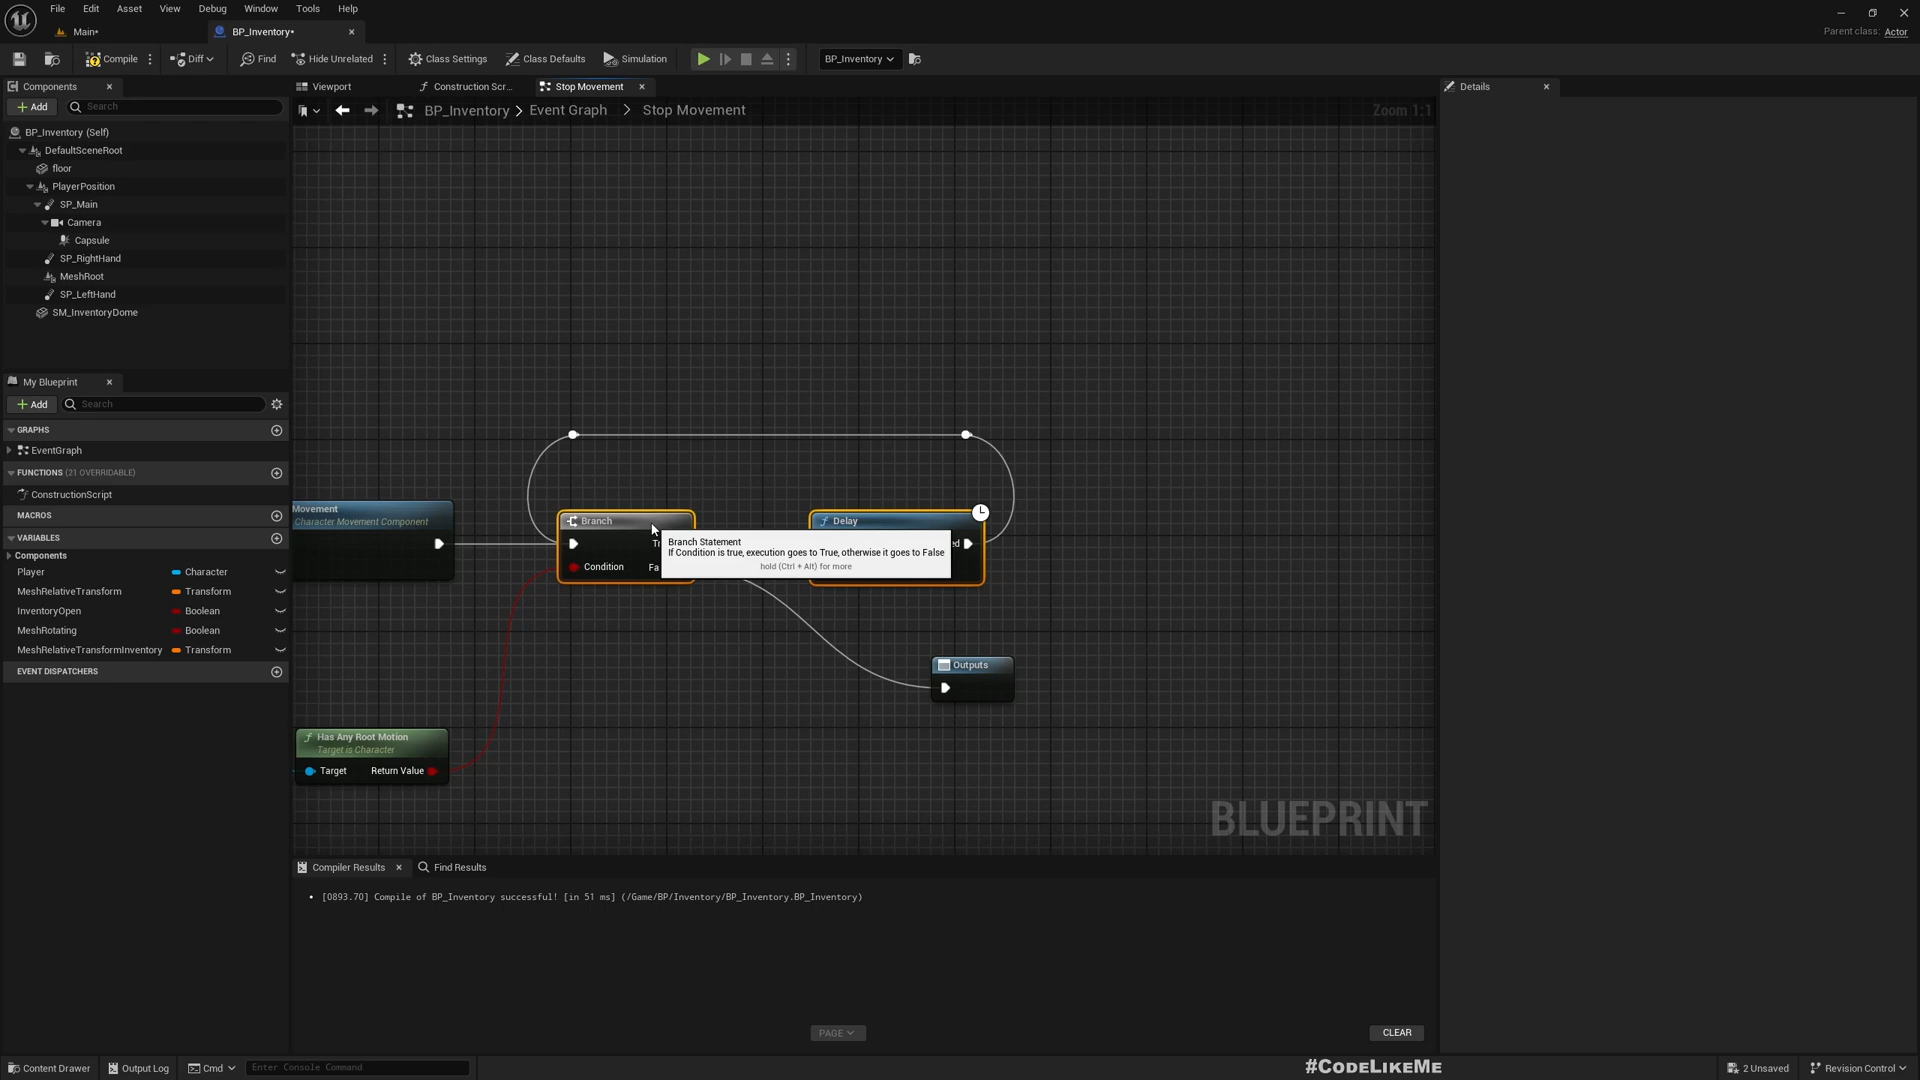 File Edit Asset View Debug Window Tools Help
Main•
BP_Inventory•
Parent class: Actor
Compile
Diff
Find
Hide Unrelated
Class Settings
Class Defaults
Simulation
BP_Inventory
Components
Viewport
Construction Scr...
Stop Movement
Details
Add
Search
BP_Inventory > Event Graph > Stop Movement
Zoom 1:1
BP_Inventory (Self)
DefaultSceneRoot
floor
PlayerPosition
SP_Main
Camera
Capsule
SP_RightHand
MeshRoot
SP_LeftHand
SM_InventoryDome
My Blueprint
Add
Search
GRAPHS
EventGraph
FUNCTIONS (21 OVERRIDABLE)
ConstructionScript
MACROS
VARIABLES
Components
Player Character
MeshRelativeTransform Transform
InventoryOpen Boolean
MeshRotating Boolean
MeshRelativeTransformInventory Transform
EVENT DISPATCHERS
Movement
Character Movement Component
Branch
Tr
Condition
Fa
Delay
ed
Branch Statement
If Condition is true, execution goes to True, otherwise it goes to False
hold (Ctrl + Alt) for more
Outputs
Has Any Root Motion
Target is Character
Target
Return Value
BLUEPRINT
Compiler Results
Find Results
• [0893.70] Compile of BP_Inventory successful! [in 51 ms] (/Game/BP/Inventory/BP_Inventory.BP_Inventory)
PAGE
CLEAR
Content Drawer
Output Log
Cmd
Enter Console Command
#CODELIKEME
2 Unsaved
Revision Control